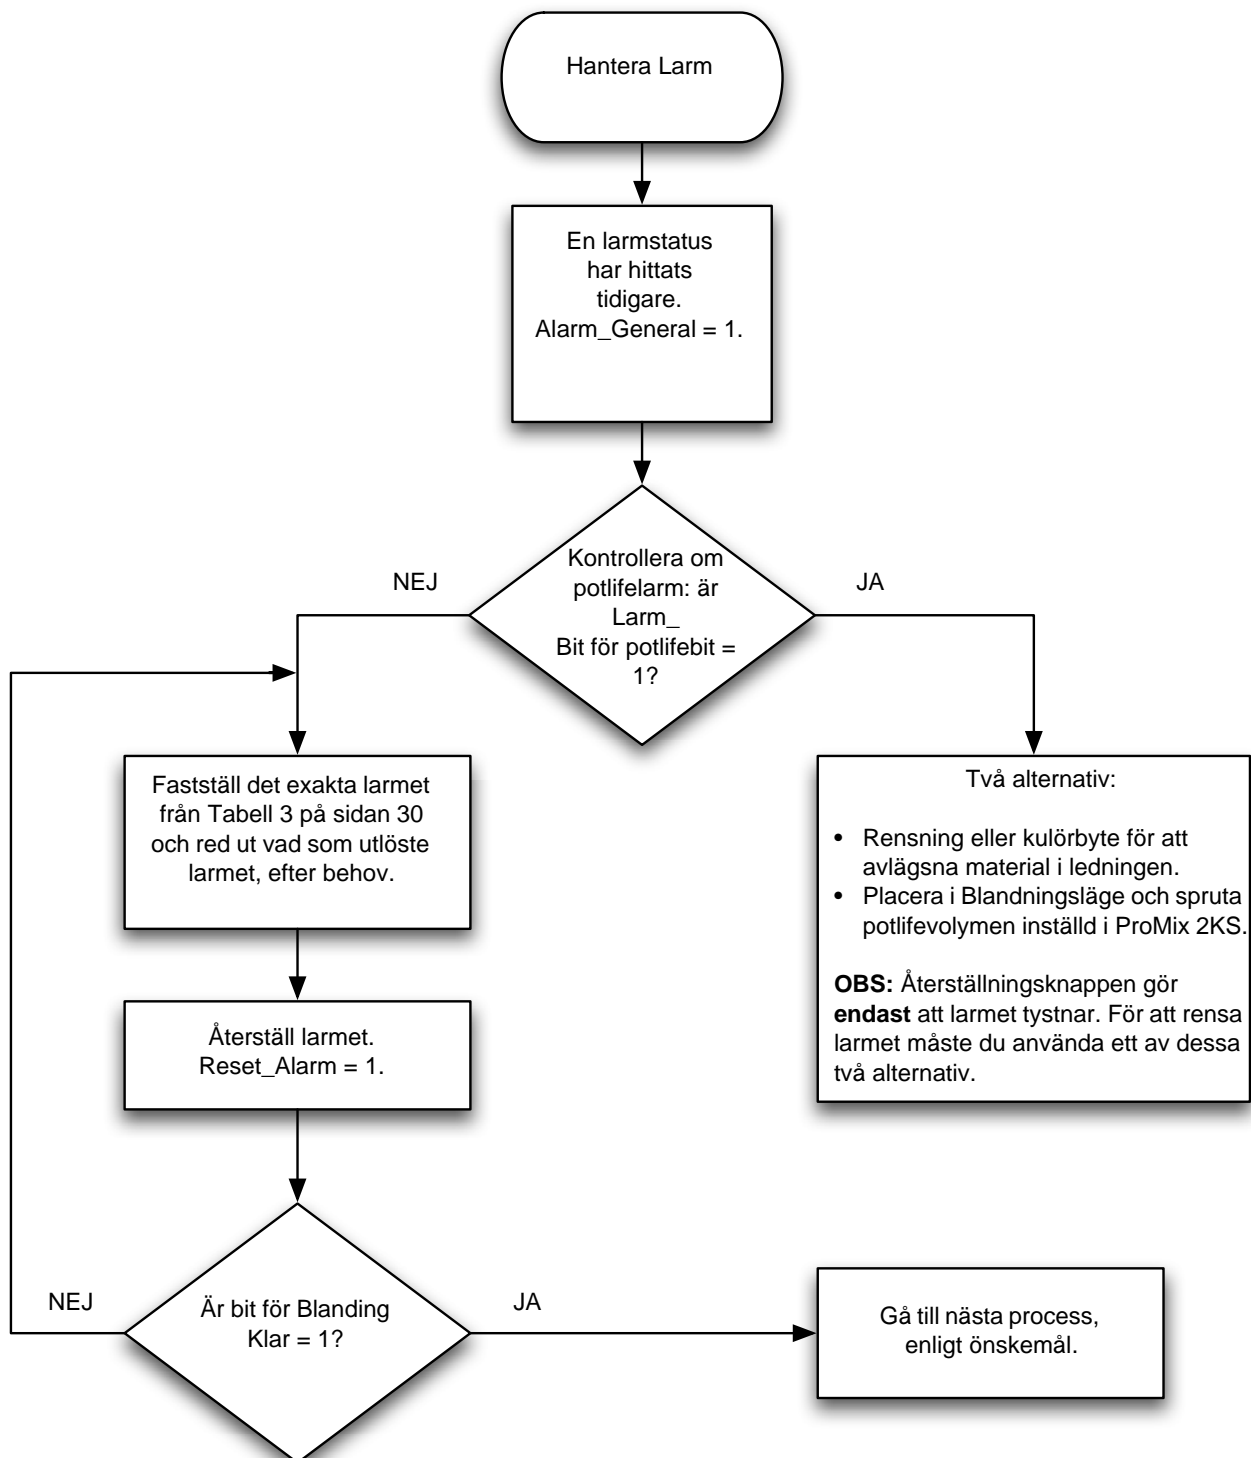 Hantera Larm
En larmstatus
har hittats
tidigare.
Alarm_General = 1.
Kontrollera om
potlifelarm: är
Larm_
Bit för potlifebit =
1?
NEJ
JA
Fastställ det exakta larmet
från Tabell 3 på sidan 30
och red ut vad som utlöste
larmet, efter behov.
Två alternativ:
• Rensning eller kulörbyte för att
avlägsna material i ledningen.
• Placera i Blandningsläge och spruta
potlifevolymen inställd i ProMix 2KS.
OBS: Återställningsknappen gör
endast att larmet tystnar. För att rensa
larmet måste du använda ett av dessa
två alternativ.
Återställ larmet.
Reset_Alarm = 1.
Är bit för Blanding
Klar = 1?
NEJ
JA
Gå till nästa process,
enligt önskemål.